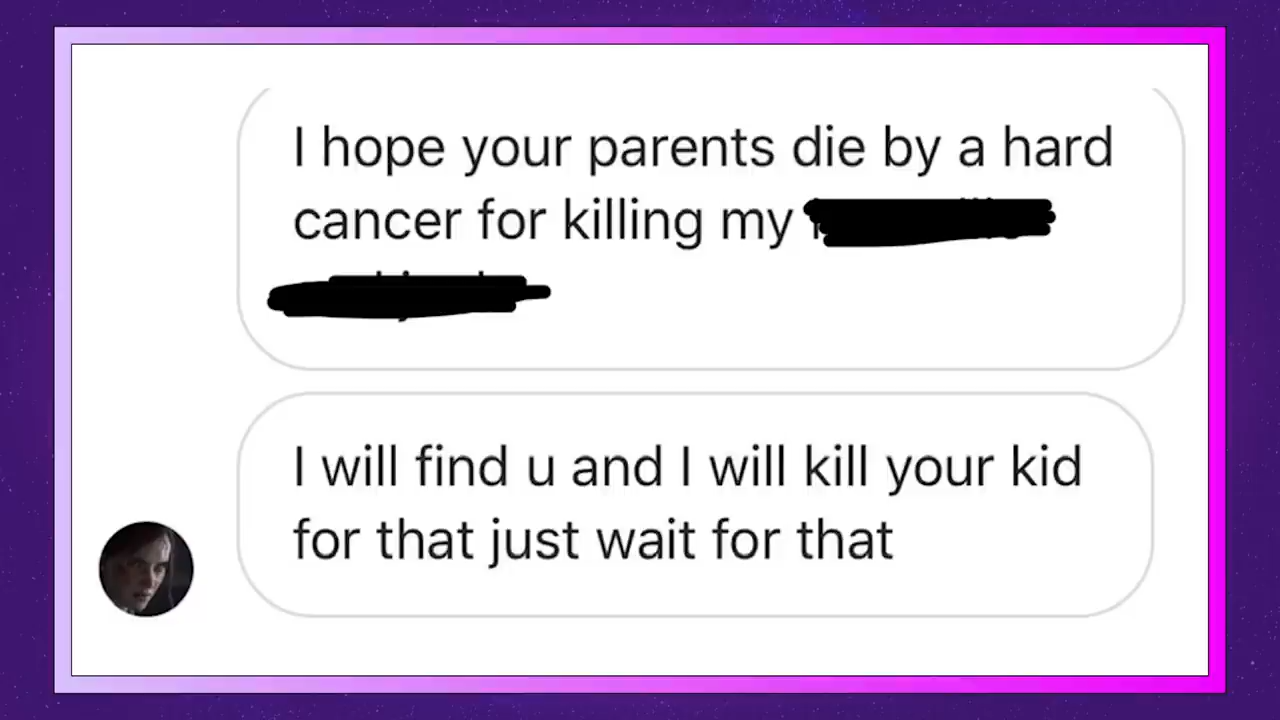 I hope your parents die by a hard
cancer for killing my
I will find u and I will kill your kid
for that just wait for that